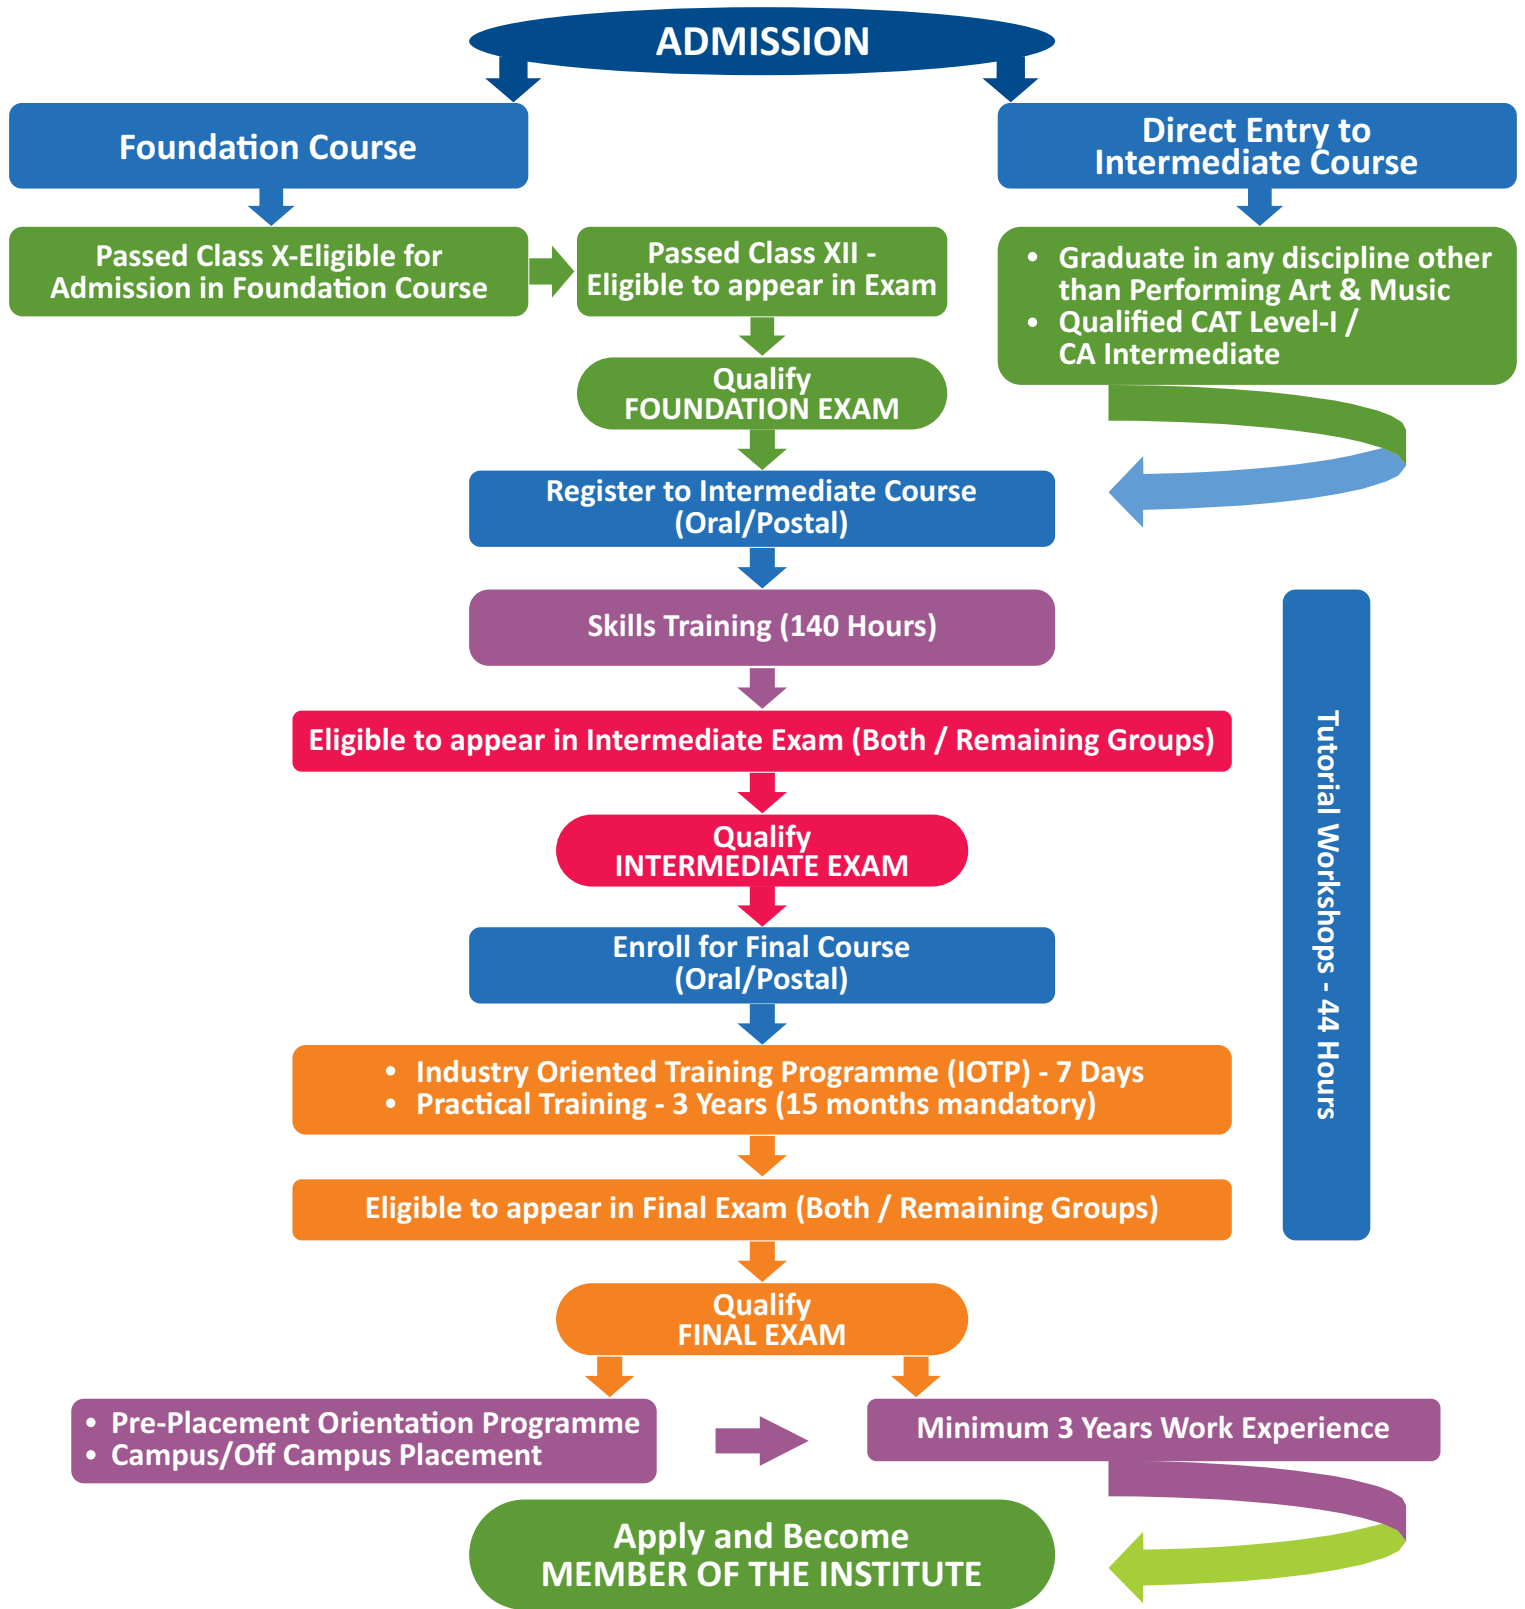 ADMISSION
Foundation Course
Direct Entry to
Intermediate Course
Passed Class X-Eligible for
Admission in Foundation Course
Passed Class XII -
Eligible to appear in Exam
• Graduate in any discipline other
than Performing Art & Music
• Qualified CAT Level-I /
CA Intermediate
Qualify
FOUNDATION EXAM
Register to Intermediate Course
(Oral/Postal)
Skills Training (140 Hours)
Eligible to appear in Intermediate Exam (Both / Remaining Groups)
Qualify
INTERMEDIATE EXAM
Enroll for Final Course
(Oral/Postal)
• Industry Oriented Training Programme (IOTP) - 7 Days
• Practical Training - 3 Years (15 months mandatory)
Eligible to appear in Final Exam (Both / Remaining Groups)
Tutorial Workshops - 44 Hours
Qualify
FINAL EXAM
• Pre-Placement Orientation Programme
• Campus/Off Campus Placement
Minimum 3 Years Work Experience
Apply and Become
MEMBER OF THE INSTITUTE